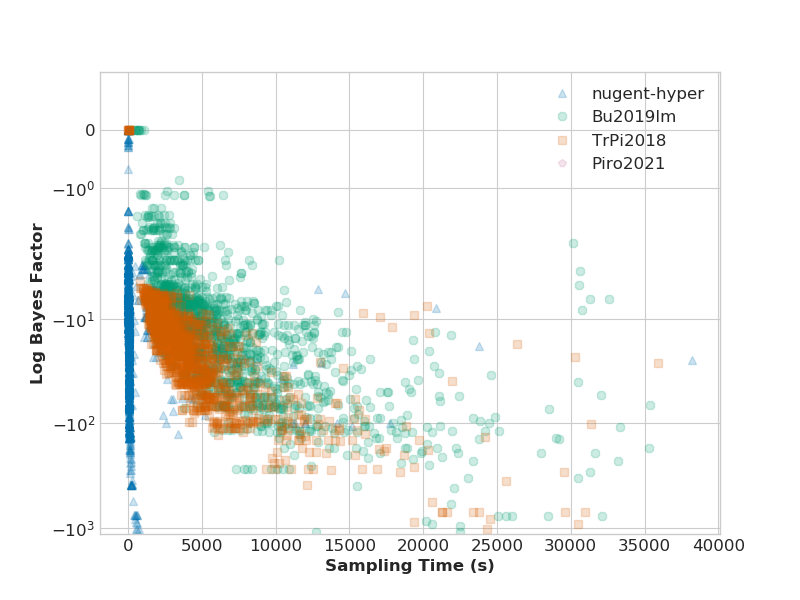 nugent-hyper
Bu2019lm
TrPi2018
Piro2021
0
−10⁰
−10¹
−10²
−10³
Log Bayes Factor
0 5000 10000 15000 20000 25000 30000 35000 40000
Sampling Time (s)